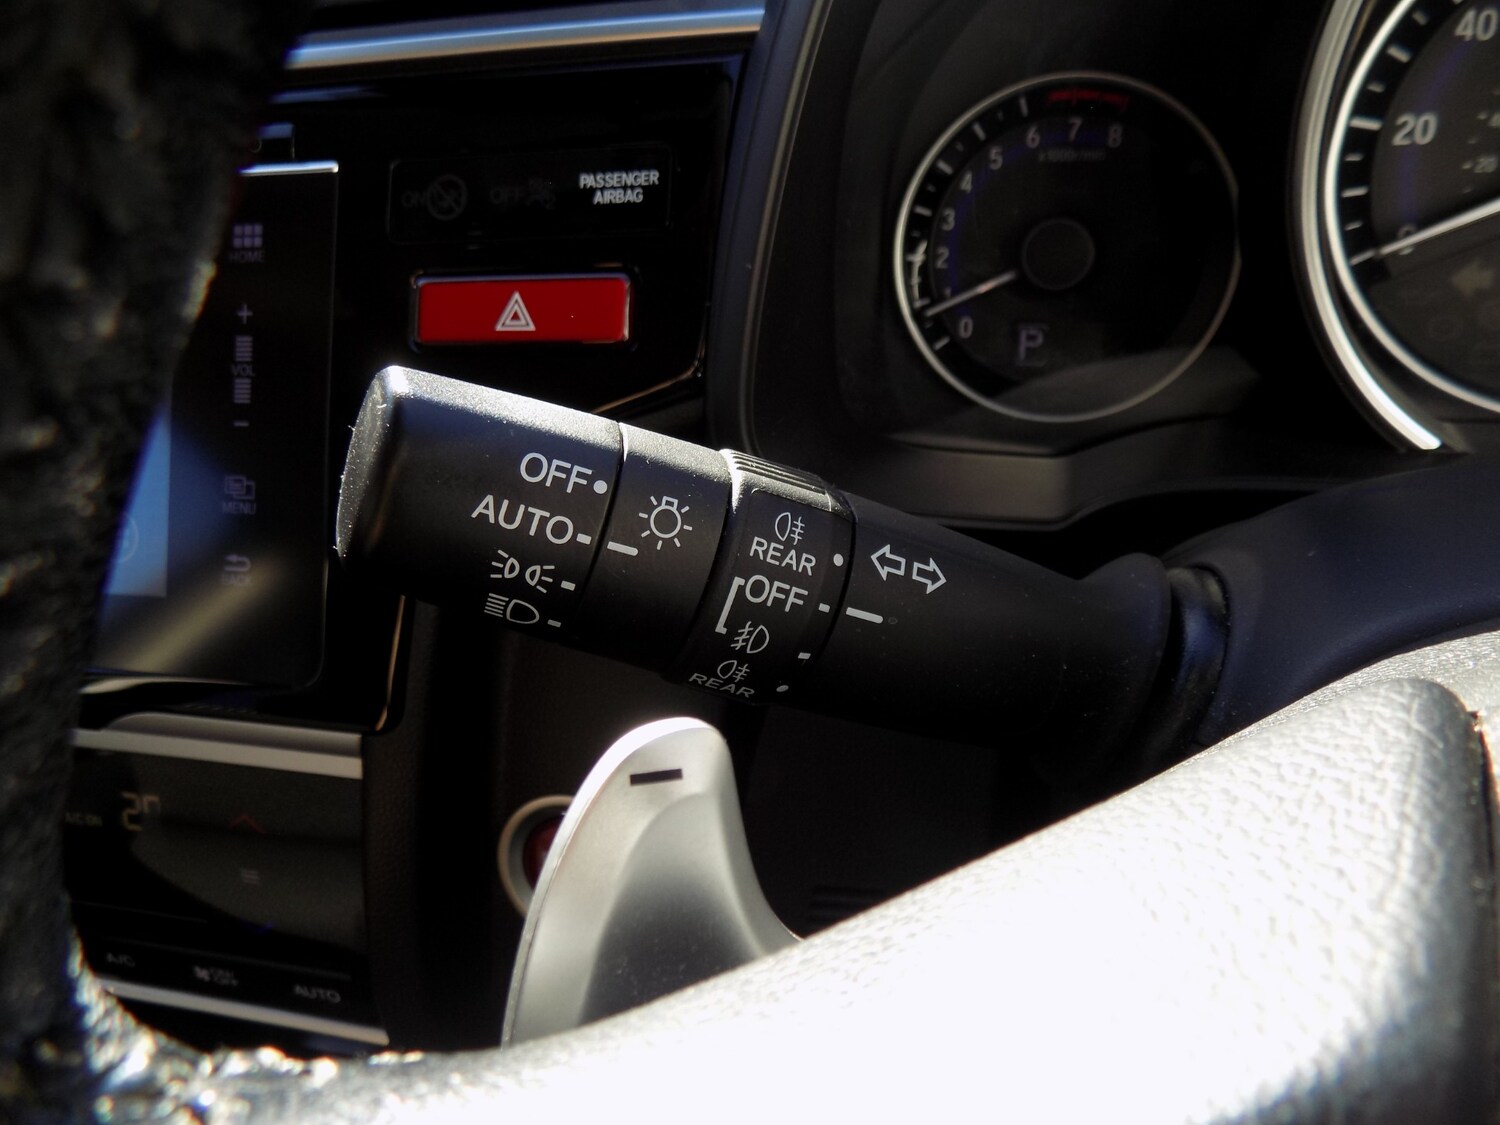 PASSENGER
AIRBAG
HOME
+
VOL
-
MENU
OFF
AUTO
REAR
OFF
REAR
0
1
2
3
4
5
6
7
8
P
0
20
40
A/C
AUTO